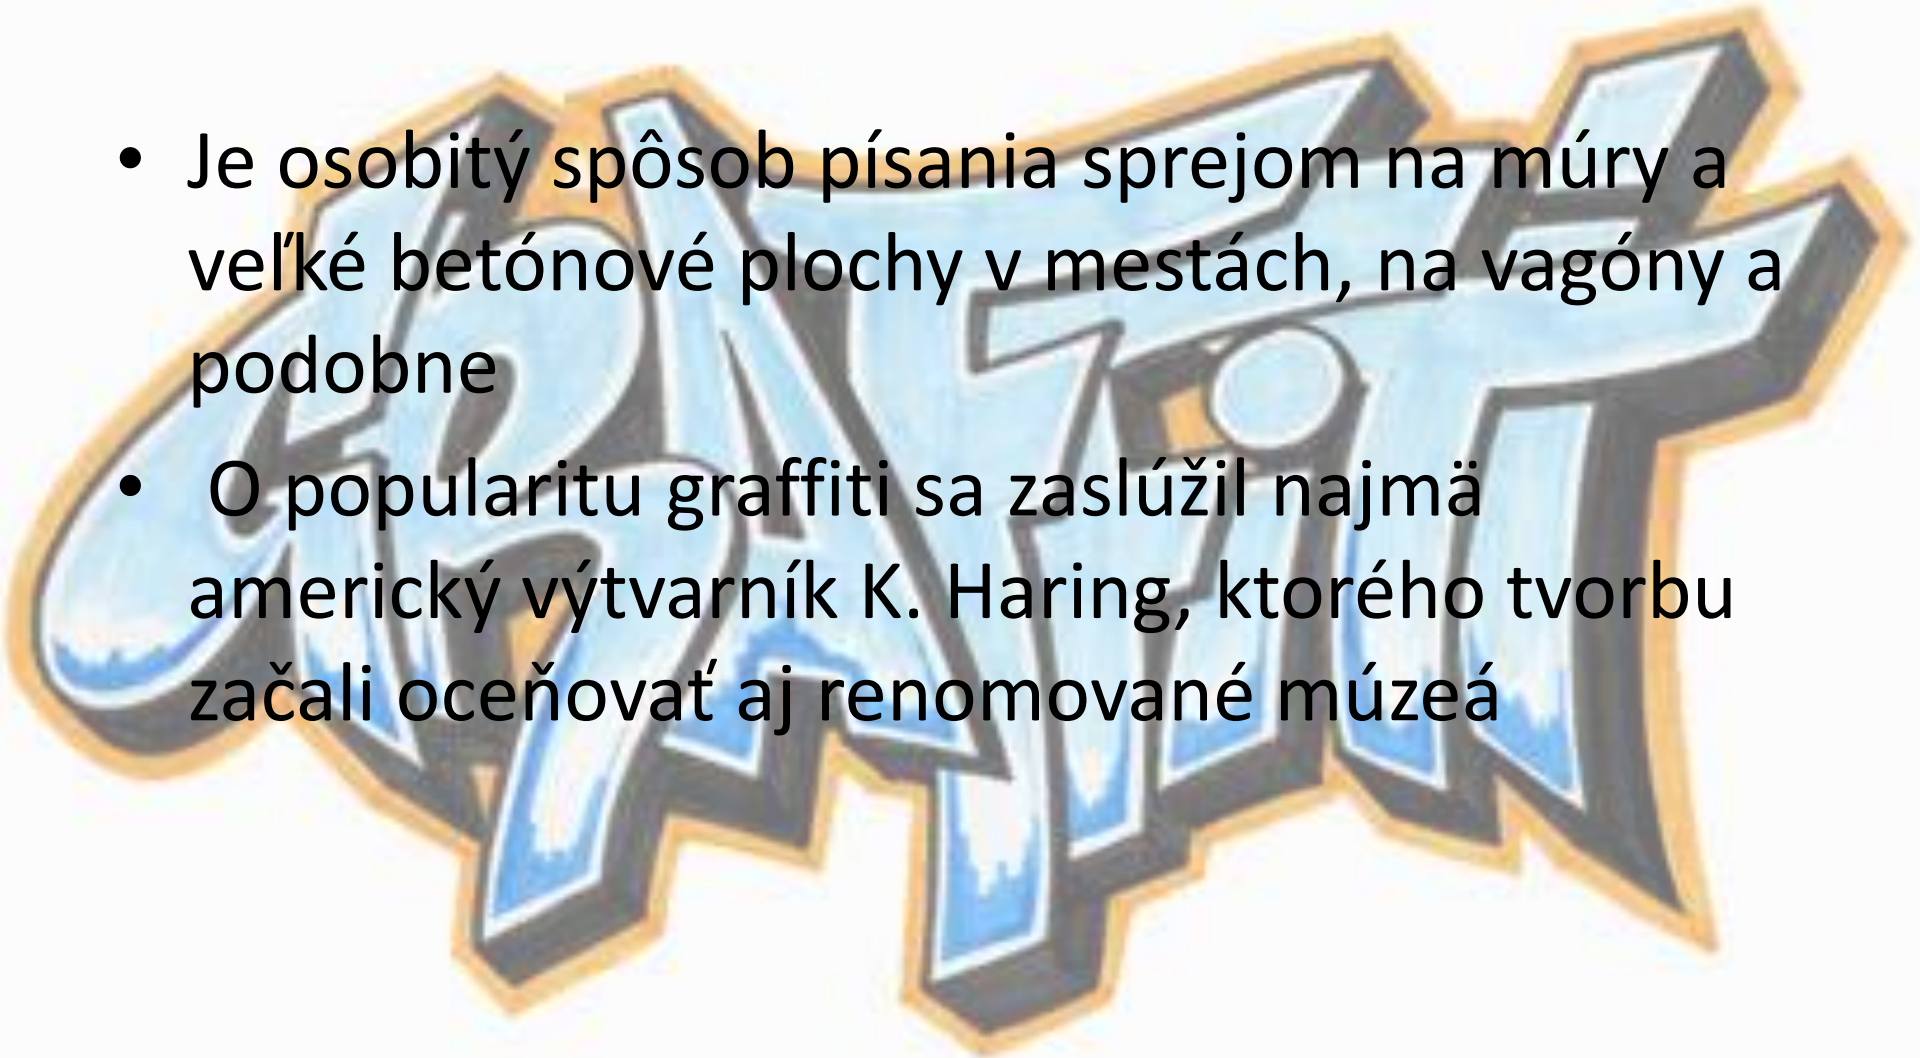 GRAFFiTi
• Je osobitý spôsob písania sprejom na múry a
veľké betónové plochy v mestách, na vagóny a
podobne
• O popularitu graffiti sa zaslúžil najmä
americký výtvarník K. Haring, ktorého tvorbu
začali oceňovať aj renomované múzeá